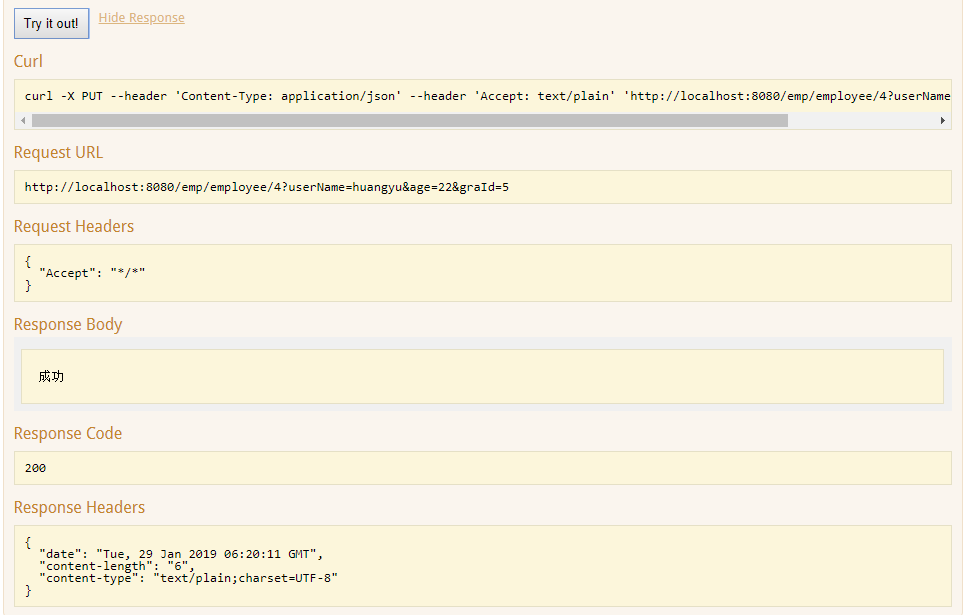 Try it out! Hide Response
Curl
curl -X PUT --header 'Content-Type: application/json' --header 'Accept: text/plain' 'http://localhost:8080/emp/employee/4?userName
Request URL
http://localhost:8080/emp/employee/4?userName=huangyu&age=22&graId=5
Request Headers
{
"Accept": "*/*"
}
Response Body
成功
Response Code
200
Response Headers
{
"date": "Tue, 29 Jan 2019 06:20:11 GMT",
"content-length": "6",
"content-type": "text/plain;charset=UTF-8"
}